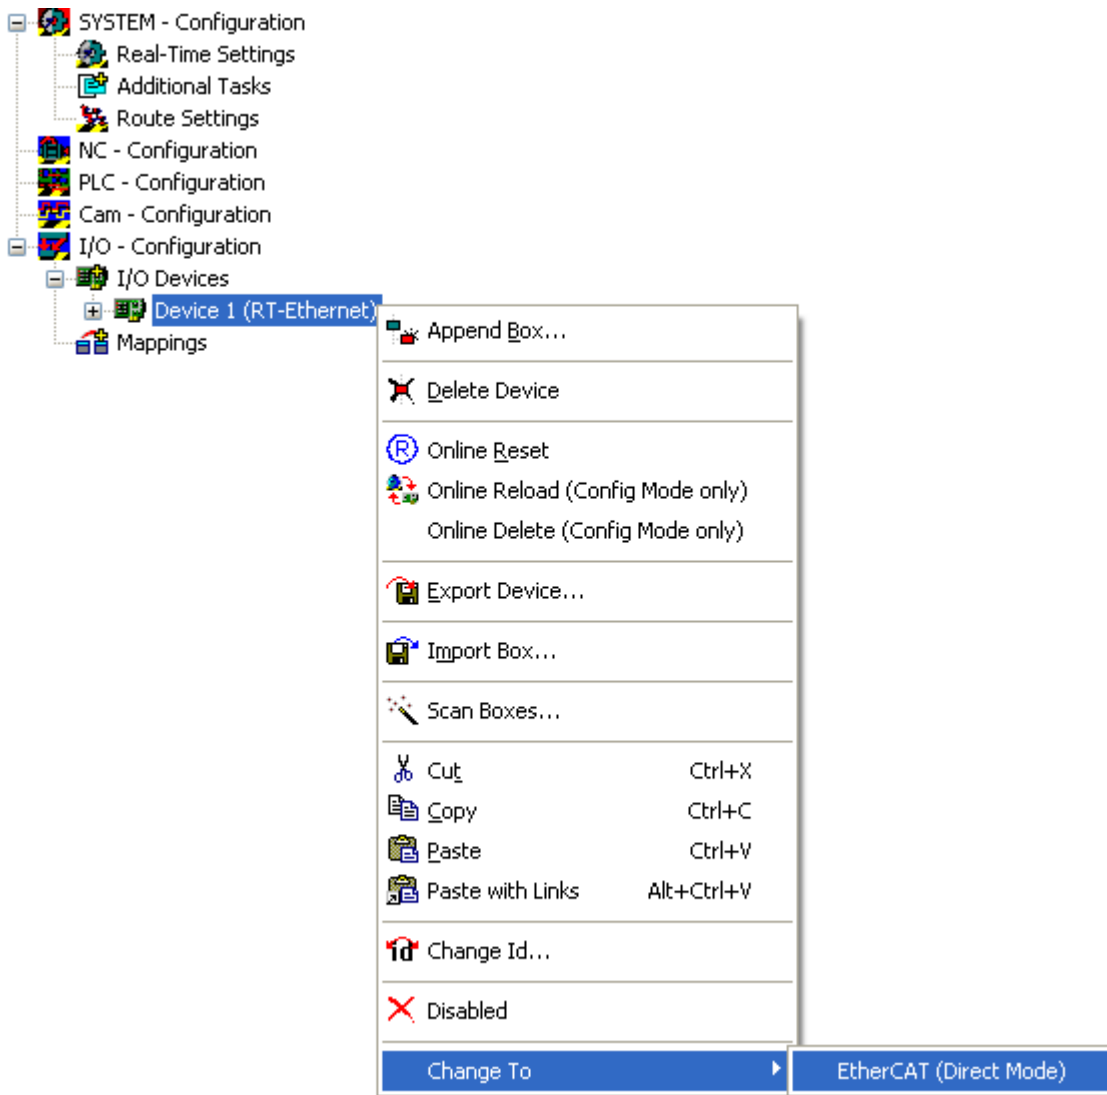 SYSTEM - Configuration
Real-Time Settings
Additional Tasks
Route Settings
NC - Configuration
PLC - Configuration
Cam - Configuration
I/O - Configuration
I/O Devices
Device 1 (RT-Ethernet)
Mappings
Append Box...
Delete Device
Online Reset
Online Reload (Config Mode only)
Online Delete (Config Mode only)
Export Device...
Import Box...
Scan Boxes...
Cut Ctrl+X
Copy Ctrl+C
Paste Ctrl+V
Paste with Links Alt+Ctrl+V
Change Id...
Disabled
Change To EtherCAT (Direct Mode)